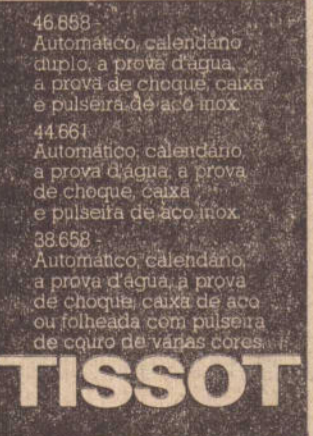 46.658 -
Automático, calendário
duplo, a prova d'água,
a prova de choque, caixa
e pulseira de aço inox.
44.661
Automático, calendário,
a prova d'água, a prova
de choque, caixa
e pulseira de aço inox.
38.658 -
Automático, calendário,
a prova d'água, a prova
de choque, caixa de aço
ou folheada com pulseira
de couro de várias cores.
TISSOT